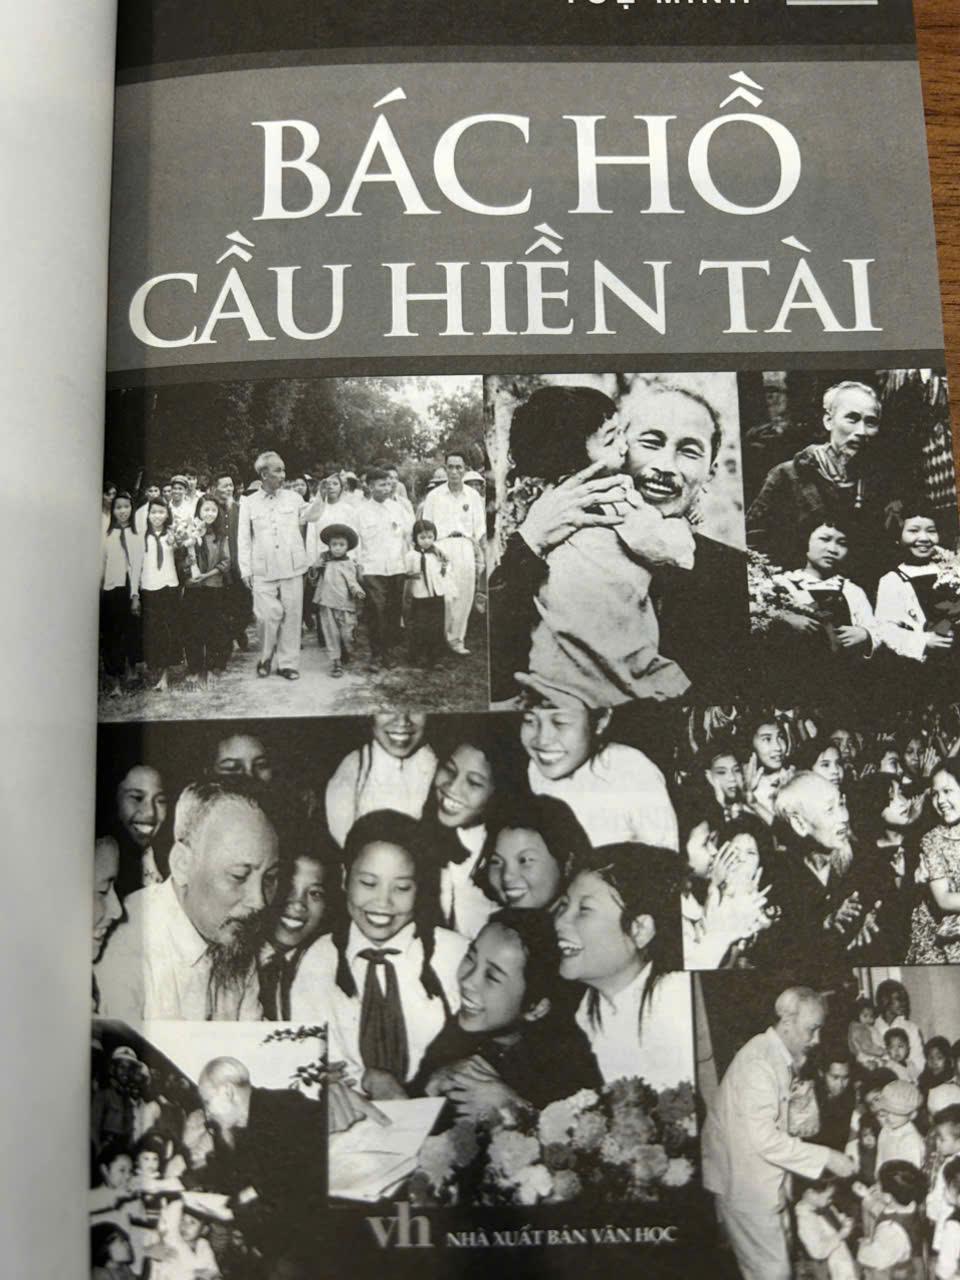 BÁC HỒ
CẦU HIỀN TÀI
vh NHÀ XUẤT BẢN VĂN HỌC